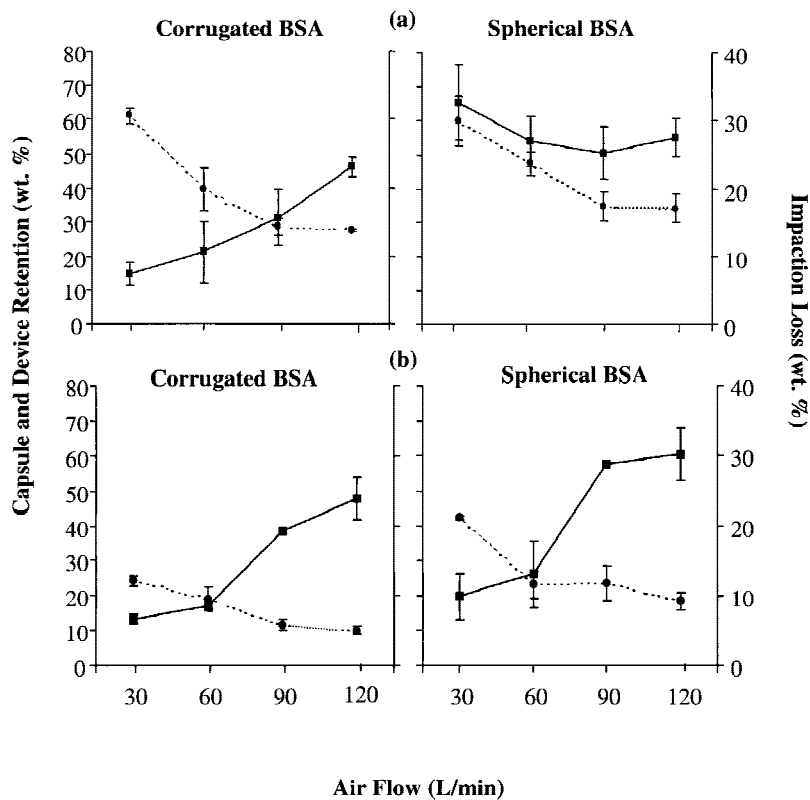 (a)
Corrugated BSA
Spherical BSA
80
70
60
50
40
30
20
10
0
40
30
20
10
0
Capsule and Device Retention (wt. %)
Impaction Loss (wt. %)
(b)
Corrugated BSA
Spherical BSA
80
70
60
50
40
30
20
10
0
40
30
20
10
0
30 60 90 120
30 60 90 120
Air Flow (L/min)